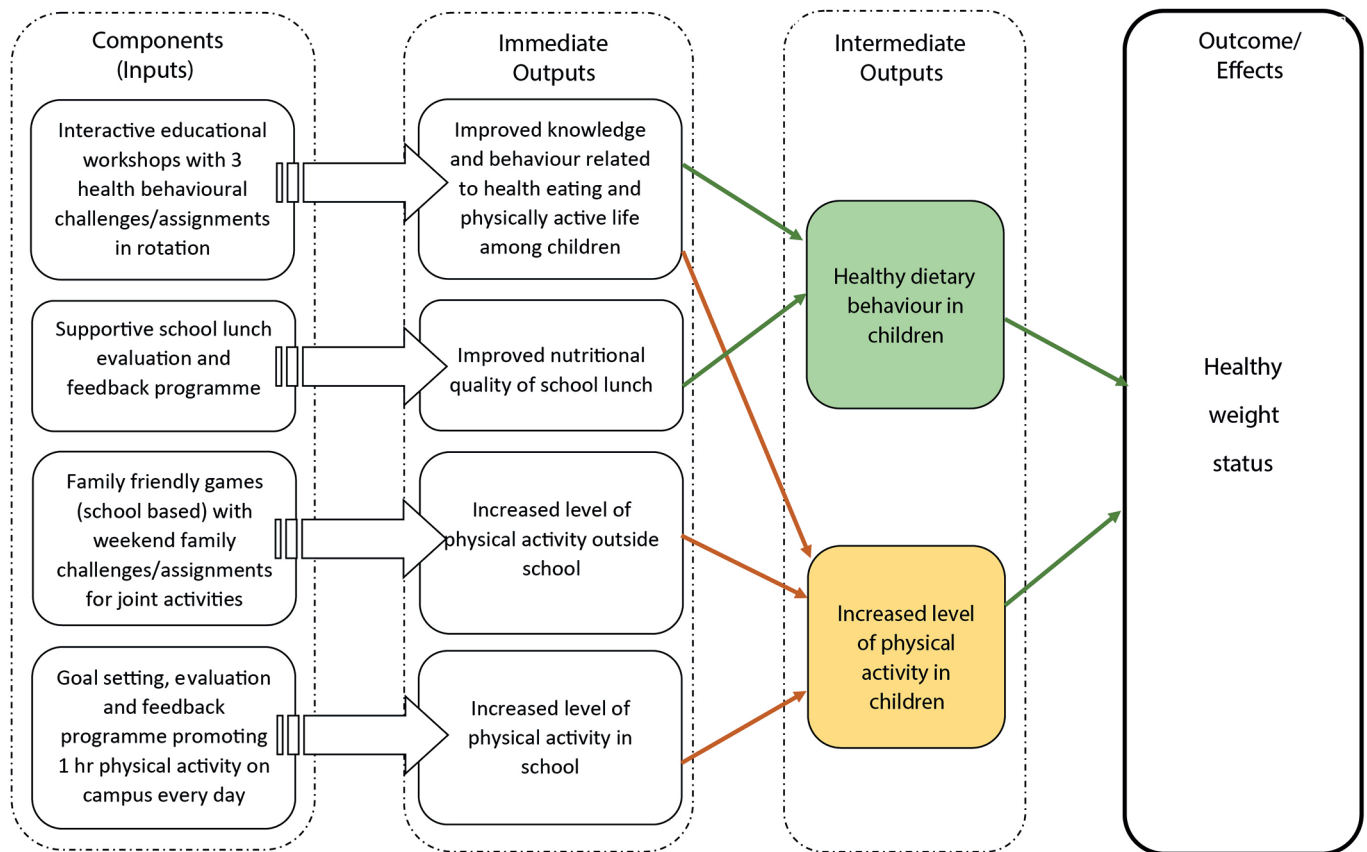 Components
(Inputs)
Interactive educational
workshops with 3
health behavioural
challenges/assignments
in rotation
Supportive school lunch
evaluation and
feedback programme
Family friendly games
(school based) with
weekend family
challenges/assignments
for joint activities
Goal setting, evaluation
and feedback
programme promoting
1 hr physical activity on
campus every day
Immediate
Outputs
Improved knowledge
and behaviour related
to health eating and
physically active life
among children
Improved nutritional
quality of school lunch
Increased level of
physical activity outside
school
Increased level of
physical activity in
school
Intermediate
Outputs
Healthy dietary
behaviour in
children
Increased level
of physical
activity in
children
Outcome/
Effects
Healthy
weight
status